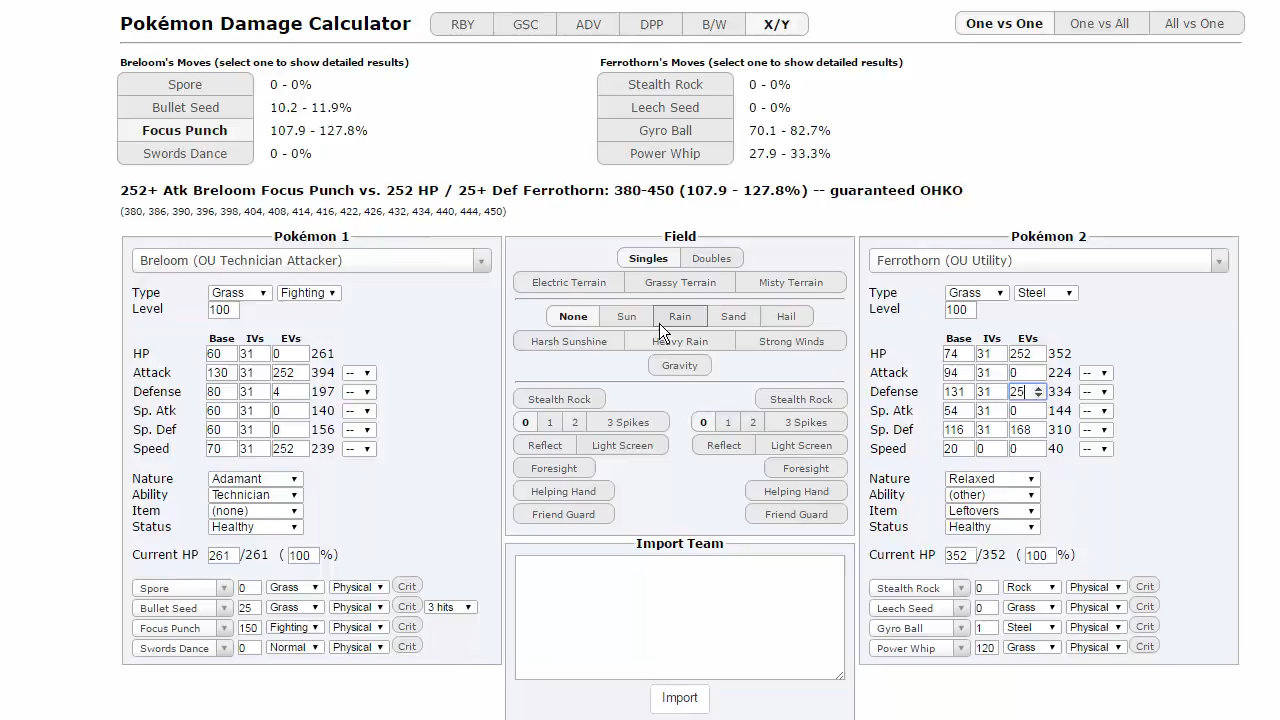 Pokémon Damage Calculator RBY GSC ADV DPP B/W X/Y One vs One One vs All All vs One
Breloom's Moves (select one to show detailed results) Ferrothorn's Moves (select one to show detailed results)
Spore 0 - 0% Stealth Rock 0 - 0%
Bullet Seed 10.2 - 11.9% Leech Seed 0 - 0%
Focus Punch 107.9 - 127.8% Gyro Ball 70.1 - 82.7%
Swords Dance 0 - 0% Power Whip 27.9 - 33.3%
252+ Atk Breloom Focus Punch vs. 252 HP / 25+ Def Ferrothorn: 380-450 (107.9 - 127.8%) -- guaranteed OHKO
(380, 386, 390, 396, 398, 404, 408, 414, 416, 422, 426, 432, 434, 440, 444, 450)
Pokémon 1
Breloom (OU Technician Attacker)
Type Grass Fighting
Level 100
Base IVs EVs
HP 60 31 0 261
Attack 130 31 252 394 --
Defense 80 31 4 197 --
Sp. Atk 60 31 0 140 --
Sp. Def 60 31 0 156 --
Speed 70 31 252 239 --
Nature Adamant
Ability Technician
Item (none)
Status Healthy
Current HP 261 /261 ( 100 %)
Spore 0 Grass Physical Crit
Bullet Seed 25 Grass Physical Crit 3 hits
Focus Punch 150 Fighting Physical Crit
Swords Dance 0 Normal Physical Crit
Field
Singles Doubles
Electric Terrain Grassy Terrain Misty Terrain
None Sun Rain Sand Hail
Harsh Sunshine Heavy Rain Strong Winds
Gravity
Stealth Rock Stealth Rock
0 1 2 3 Spikes 0 1 2 3 Spikes
Reflect Light Screen Reflect Light Screen
Foresight Foresight
Helping Hand Helping Hand
Friend Guard Friend Guard
Import Team
Import
Pokémon 2
Ferrothorn (OU Utility)
Type Grass Steel
Level 100
Base IVs EVs
HP 74 31 252 352
Attack 94 31 0 224 --
Defense 131 31 25 334 --
Sp. Atk 54 31 0 144 --
Sp. Def 116 31 168 310 --
Speed 20 31 0 40 --
Nature Relaxed
Ability (other)
Item Leftovers
Status Healthy
Current HP 352 /352 ( 100 %)
Stealth Rock 0 Rock Physical Crit
Leech Seed 0 Grass Physical Crit
Gyro Ball 1 Steel Physical Crit
Power Whip 120 Grass Physical Crit